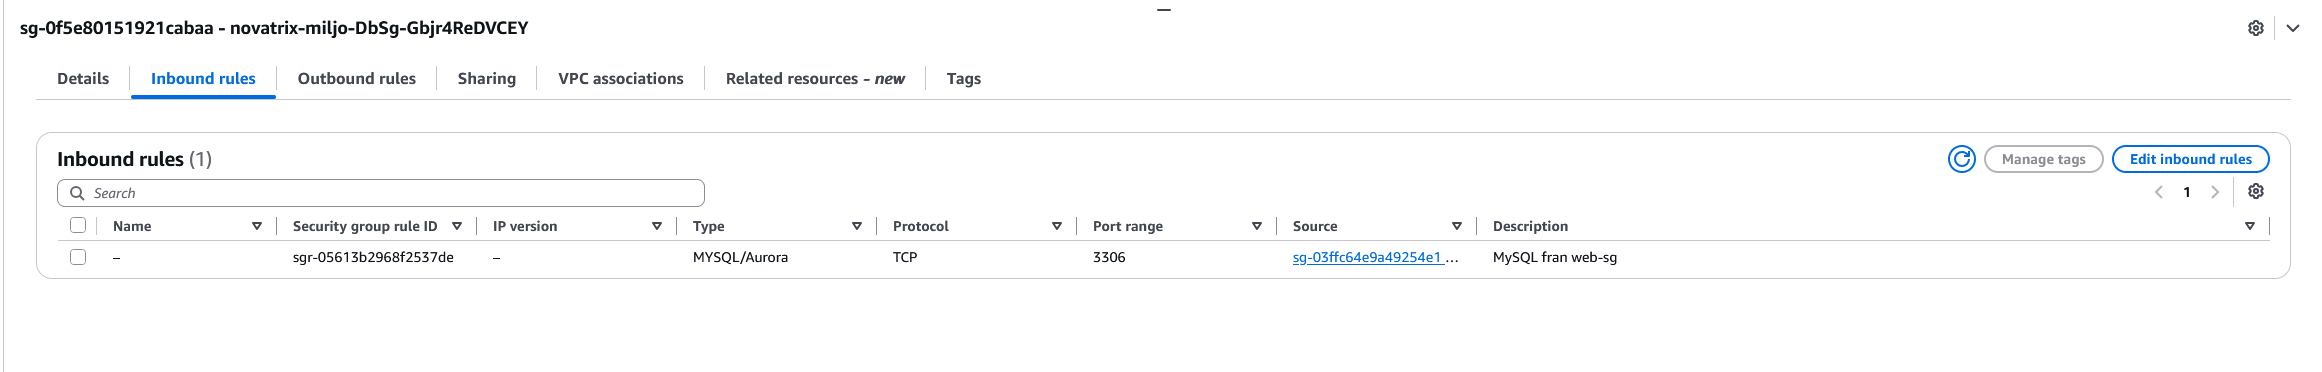 sg-0f5e80151921cabaa - novatrix-miljo-DbSg-Gbjr4ReDVCEY
Details Inbound rules Outbound rules Sharing VPC associations Related resources - new Tags
Inbound rules (1)
Manage tags Edit inbound rules
Search
1
Name Security group rule ID IP version Type Protocol Port range Source Description
– sgr-05613b2968f2537de – MYSQL/Aurora TCP 3306 sg-03ffc64e9a49254e1 ... MySQL fran web-sg